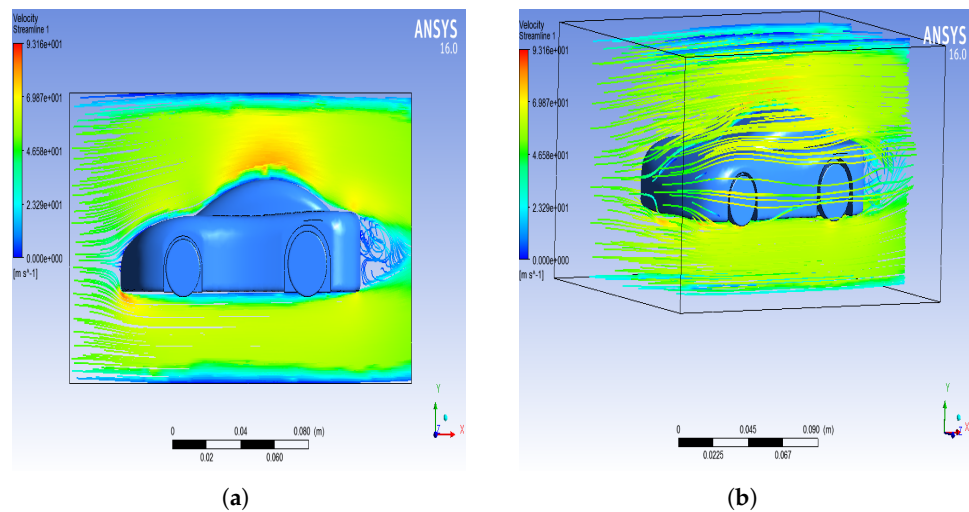 Velocity
Streamline 1
9.316e+001
6.987e+001
4.658e+001
2.329e+001
0.000e+000
[m s^-1]
ANSYS
16.0
0 0.04 0.080 (m)
0.02 0.060
Y
Z X
(a)
Velocity
Streamline 1
9.316e+001
6.987e+001
4.658e+001
2.329e+001
0.000e+000
[m s^-1]
ANSYS
16.0
0 0.045 0.090 (m)
0.0225 0.067
Y
Z X
(b)